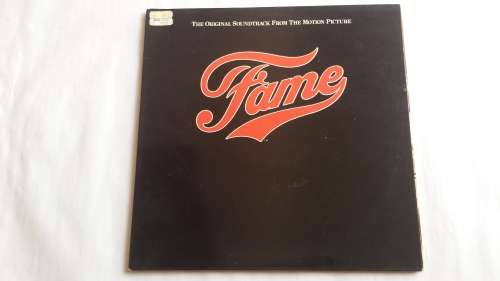 THE ORIGINAL SOUNDTRACK FROM THE MOTION PICTURE
Fame